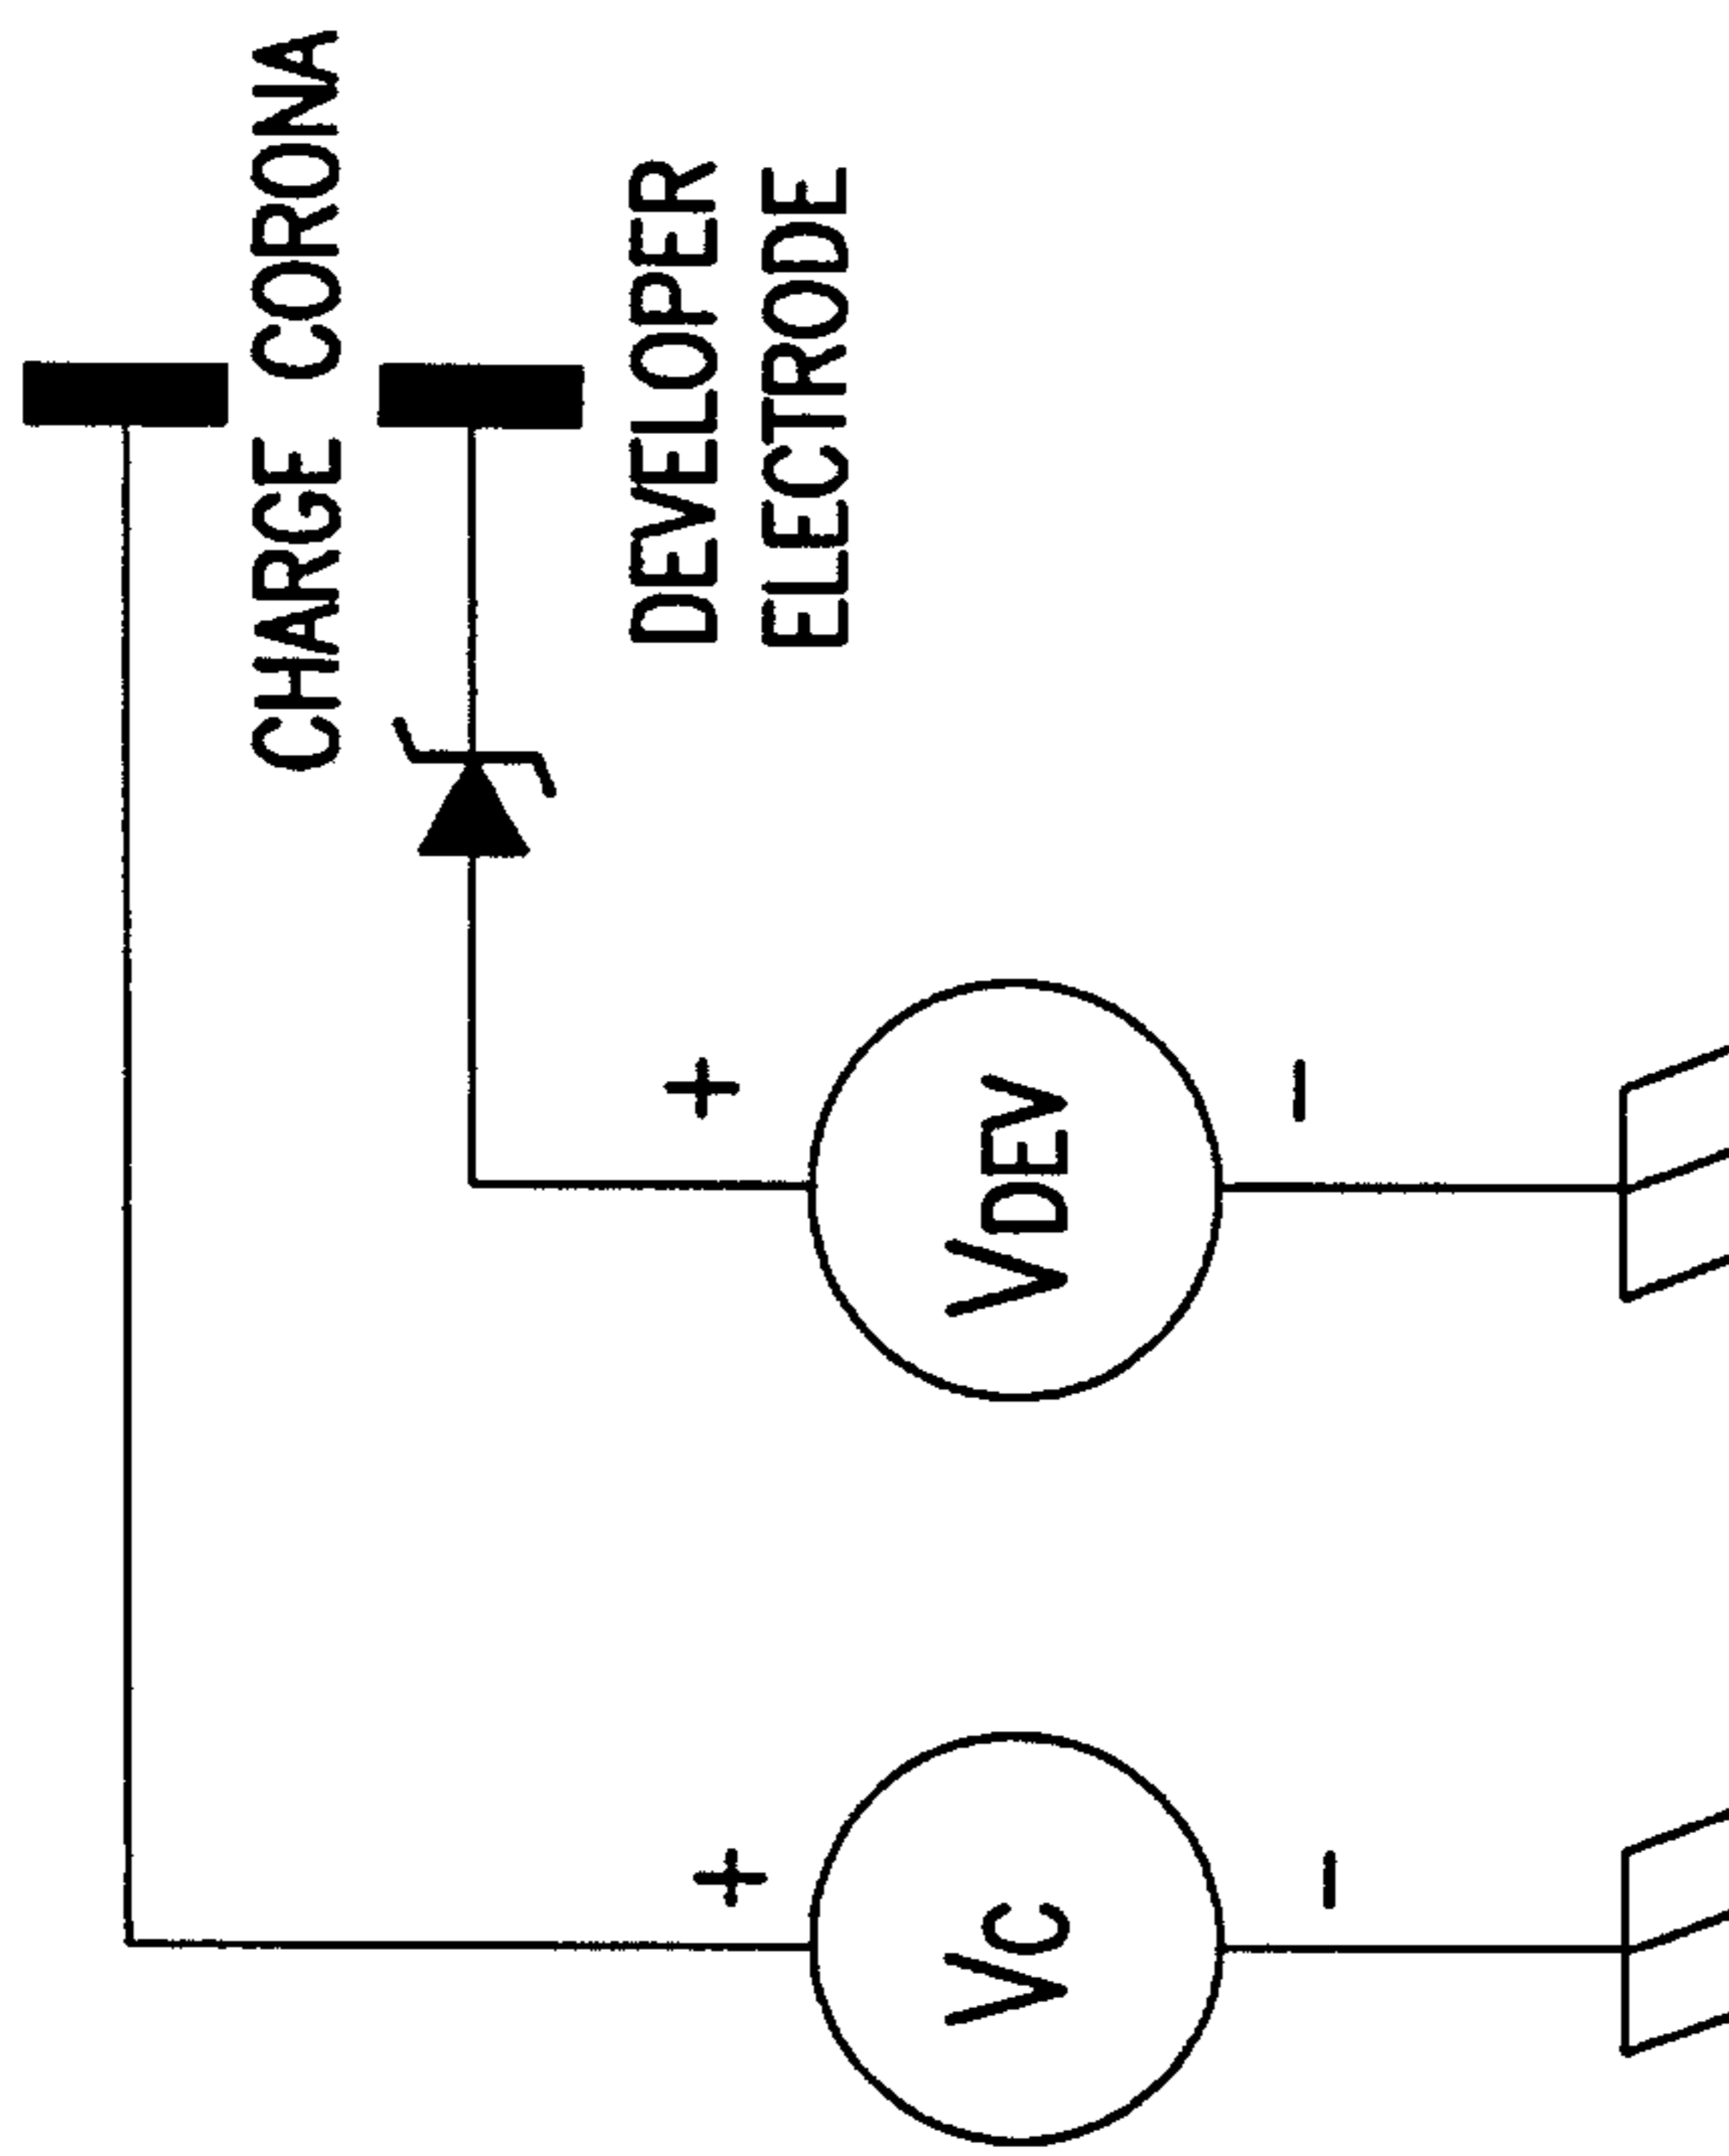 CHARGE CORONA
DEVELOPER
ELECTRODE
+
VDEV
−
+
VC
−